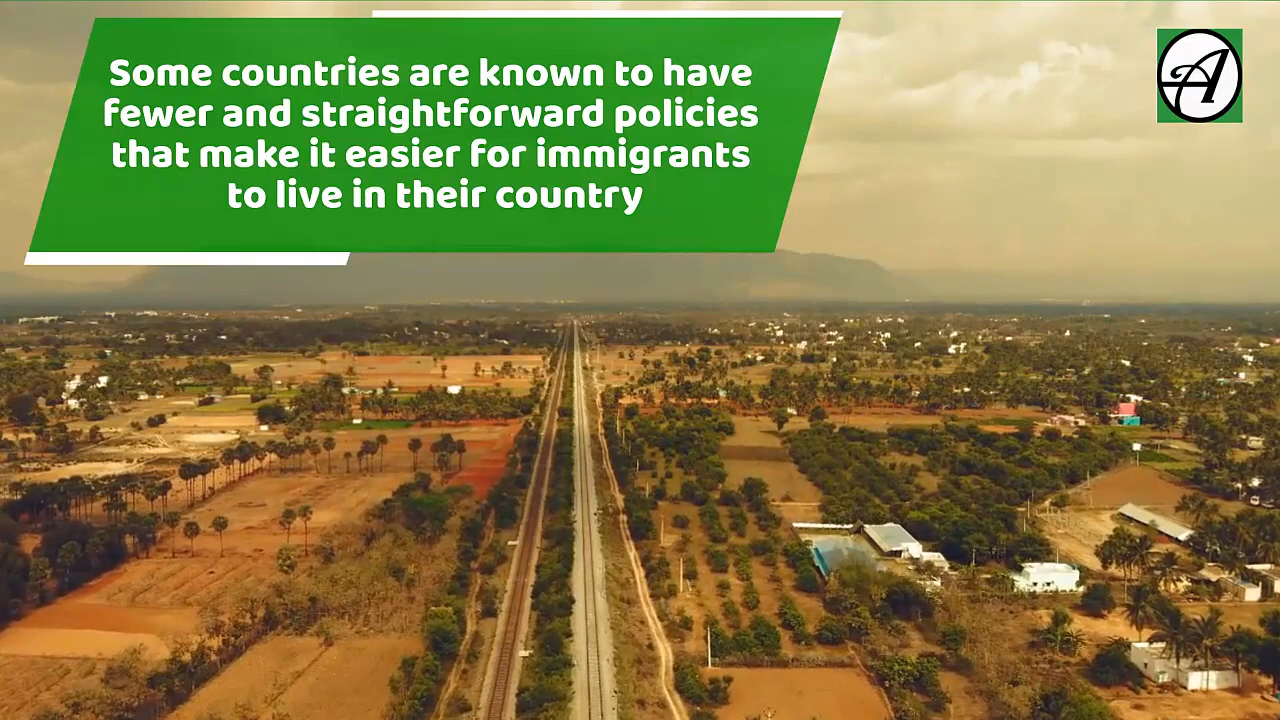 Some countries are known to have
fewer and straightforward policies
that make it easier for immigrants
to live in their country
A